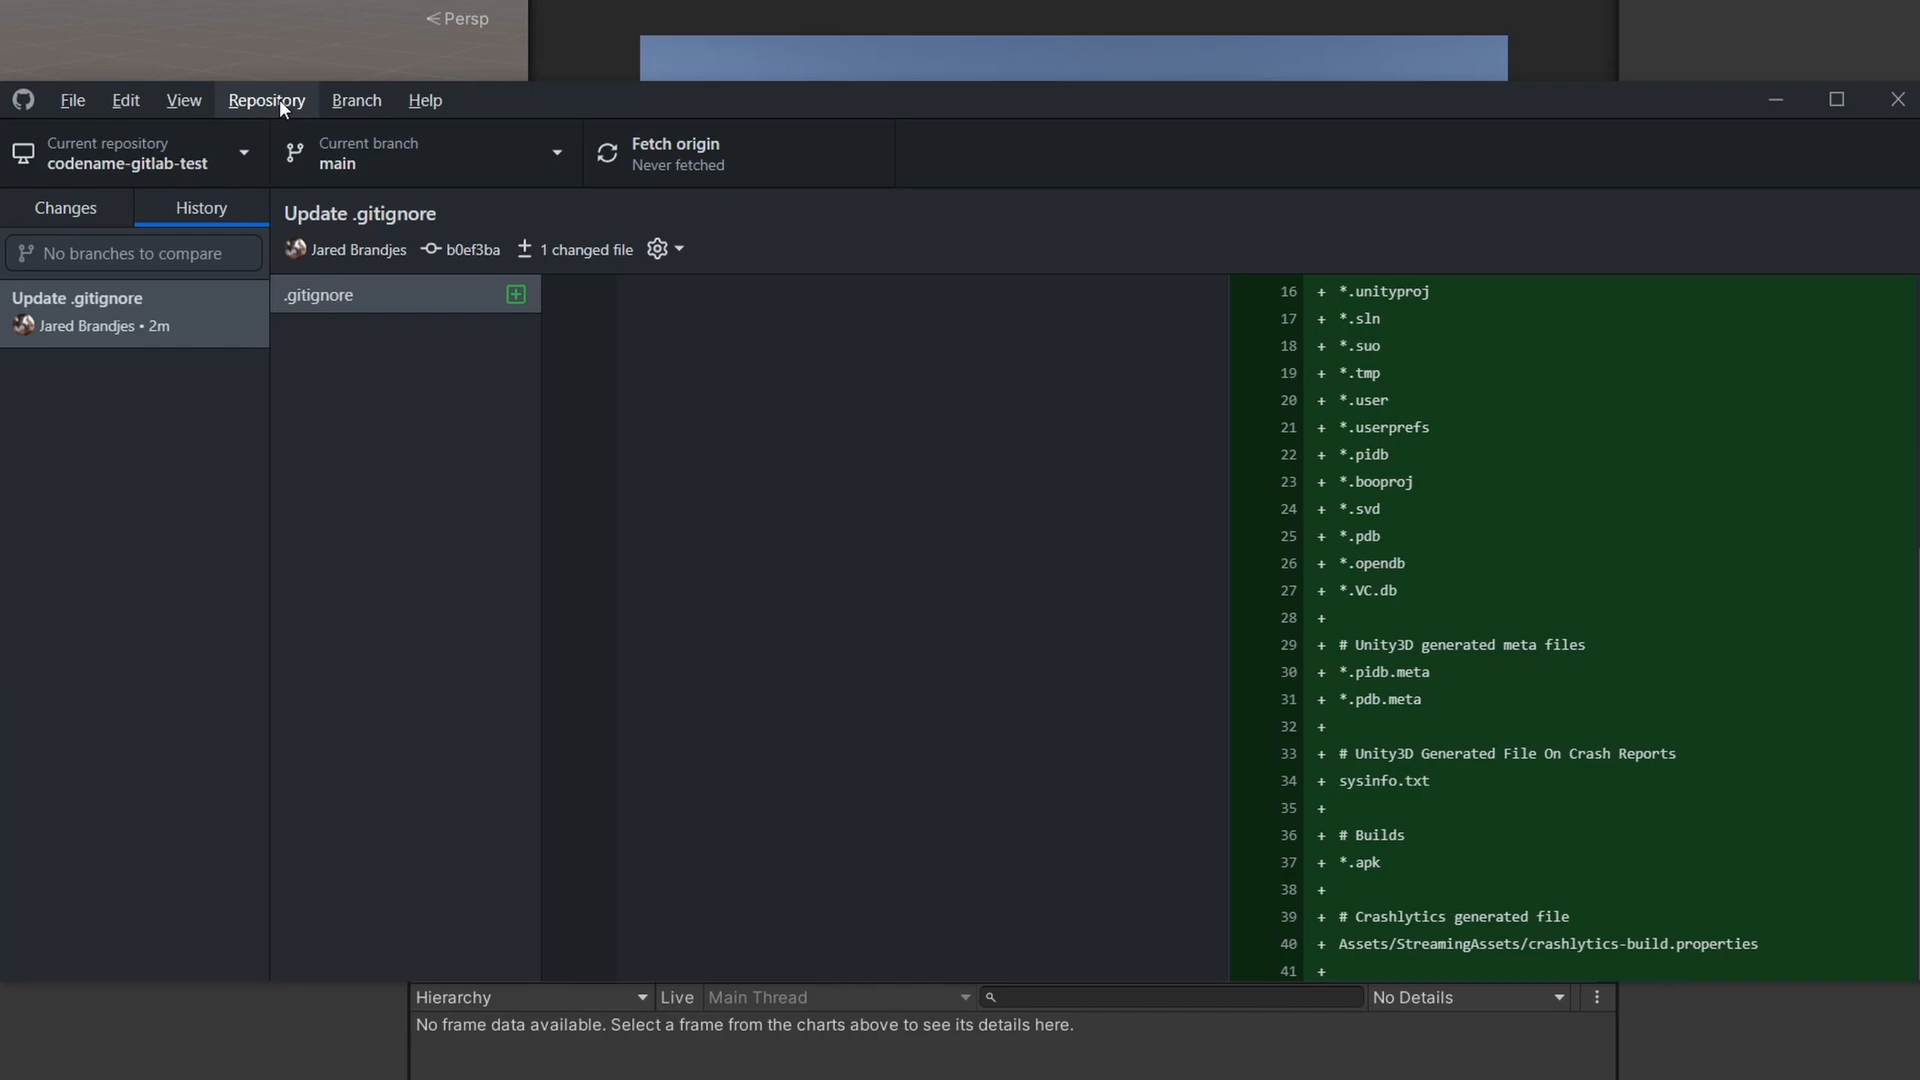 Persp
File Edit View Repository Branch Help
Current repository
codename-gitlab-test
Current branch
main
Fetch origin
Never fetched
Changes
History
No branches to compare
Update .gitignore
Jared Brandjes • 2m
Update .gitignore
Jared Brandjes b0ef3ba 1 changed file
.gitignore
16 + *.unityproj
17 + *.sln
18 + *.suo
19 + *.tmp
20 + *.user
21 + *.userprefs
22 + *.pidb
23 + *.booproj
24 + *.svd
25 + *.pdb
26 + *.opendb
27 + *.VC.db
28 +
29 + # Unity3D generated meta files
30 + *.pidb.meta
31 + *.pdb.meta
32 +
33 + # Unity3D Generated File On Crash Reports
34 + sysinfo.txt
35 +
36 + # Builds
37 + *.apk
38 +
39 + # Crashlytics generated file
40 + Assets/StreamingAssets/crashlytics-build.properties
41 +
Hierarchy Live Main Thread No Details
No frame data available. Select a frame from the charts above to see its details here.